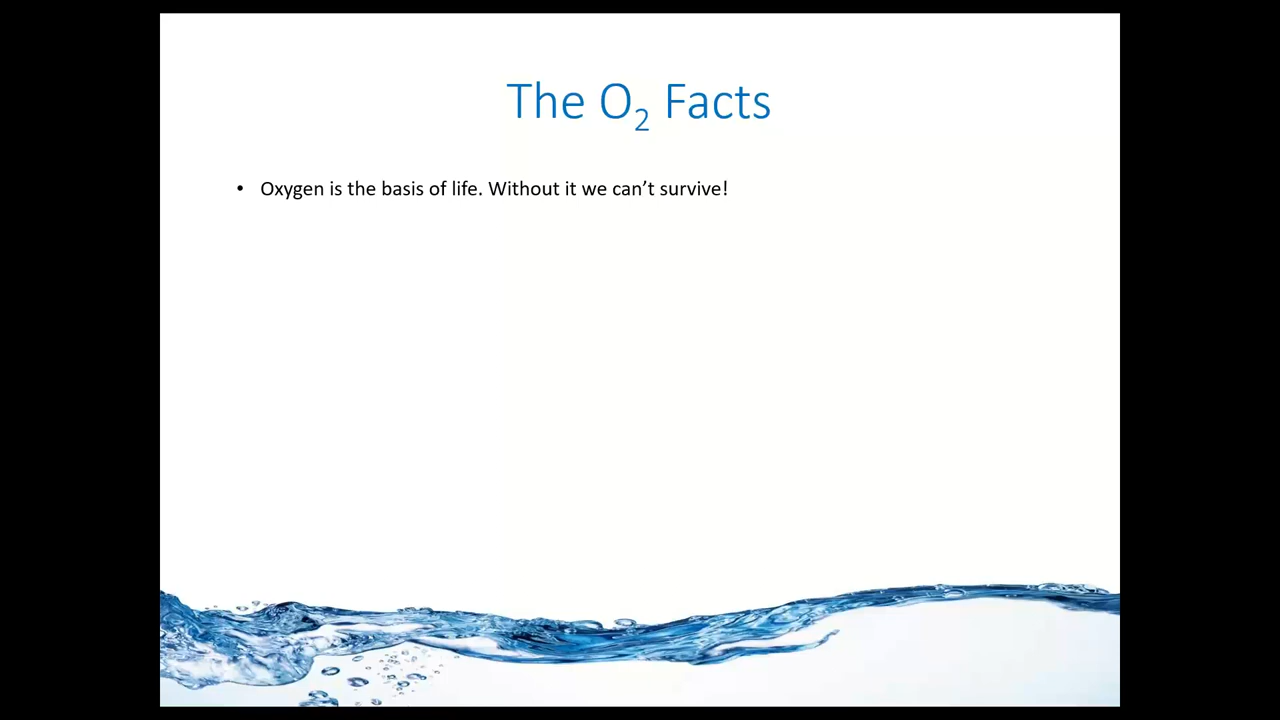 The O₂ Facts
• Oxygen is the basis of life. Without it we can’t survive!